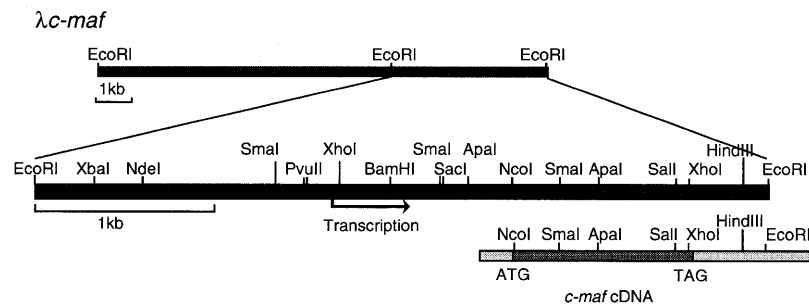 λc-maf
EcoRI EcoRI EcoRI
1kb
SmaI XhoI SmaI ApaI HindIII
EcoRI XbaI NdeI PvuII BamHI SacI NcoI SmaI ApaI SalI XhoI EcoRI
1kb Transcription
HindIII
NcoI SmaI ApaI SalI XhoI EcoRI
ATG TAG
c-maf cDNA